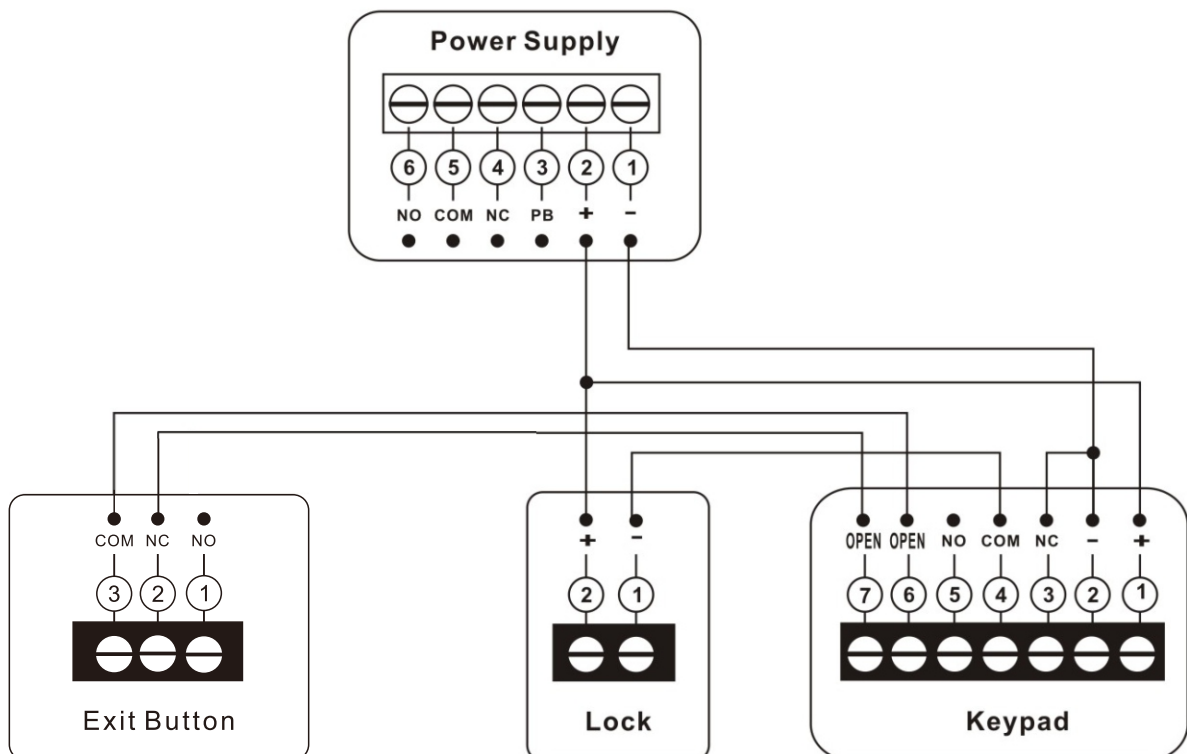 Power Supply
6 5 4 3 2 1
NO COM NC PB + -
COM NC NO
3 2 1
Exit Button
+ -
2 1
Lock
OPEN OPEN NO COM NC - +
7 6 5 4 3 2 1
Keypad